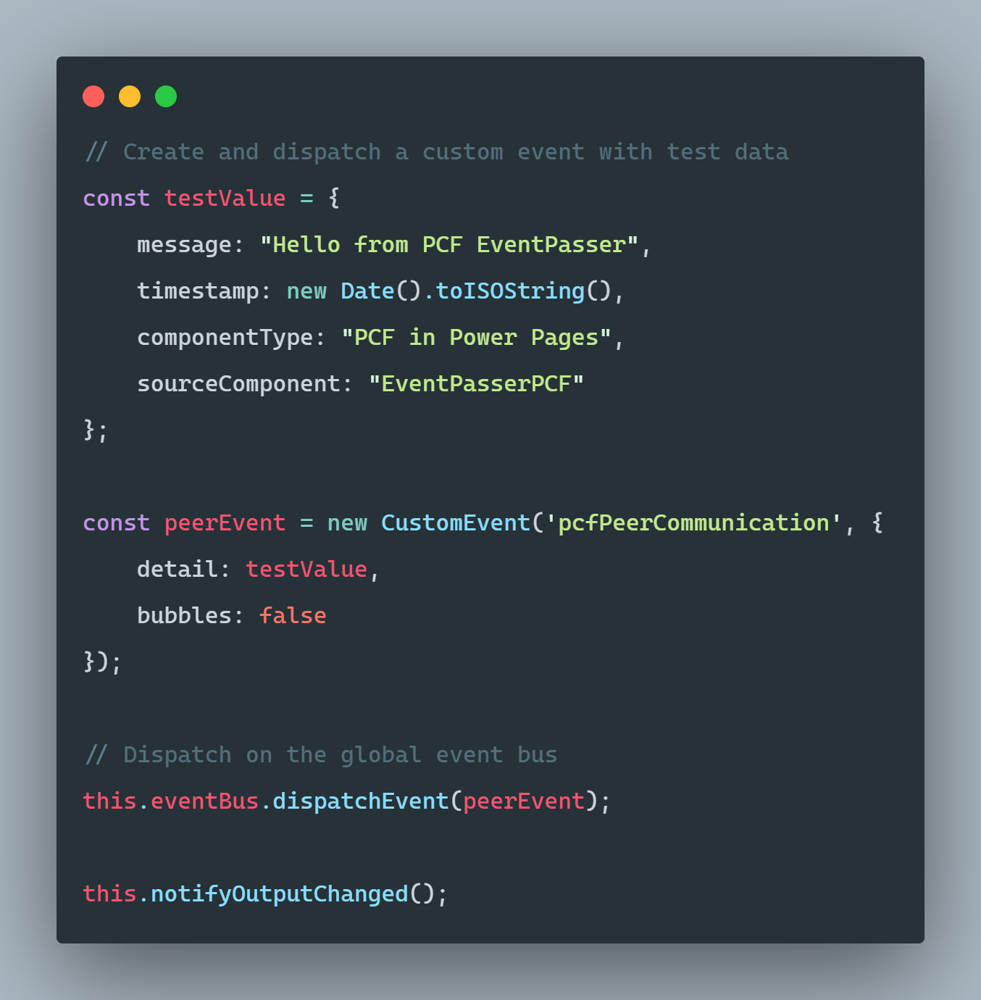 // Create and dispatch a custom event with test data
const testValue = {
    message: "Hello from PCF EventPasser",
    timestamp: new Date().toISOString(),
    componentType: "PCF in Power Pages",
    sourceComponent: "EventPasserPCF"
};

const peerEvent = new CustomEvent('pcfPeerCommunication', {
    detail: testValue,
    bubbles: false
});

// Dispatch on the global event bus
this.eventBus.dispatchEvent(peerEvent);

this.notifyOutputChanged();